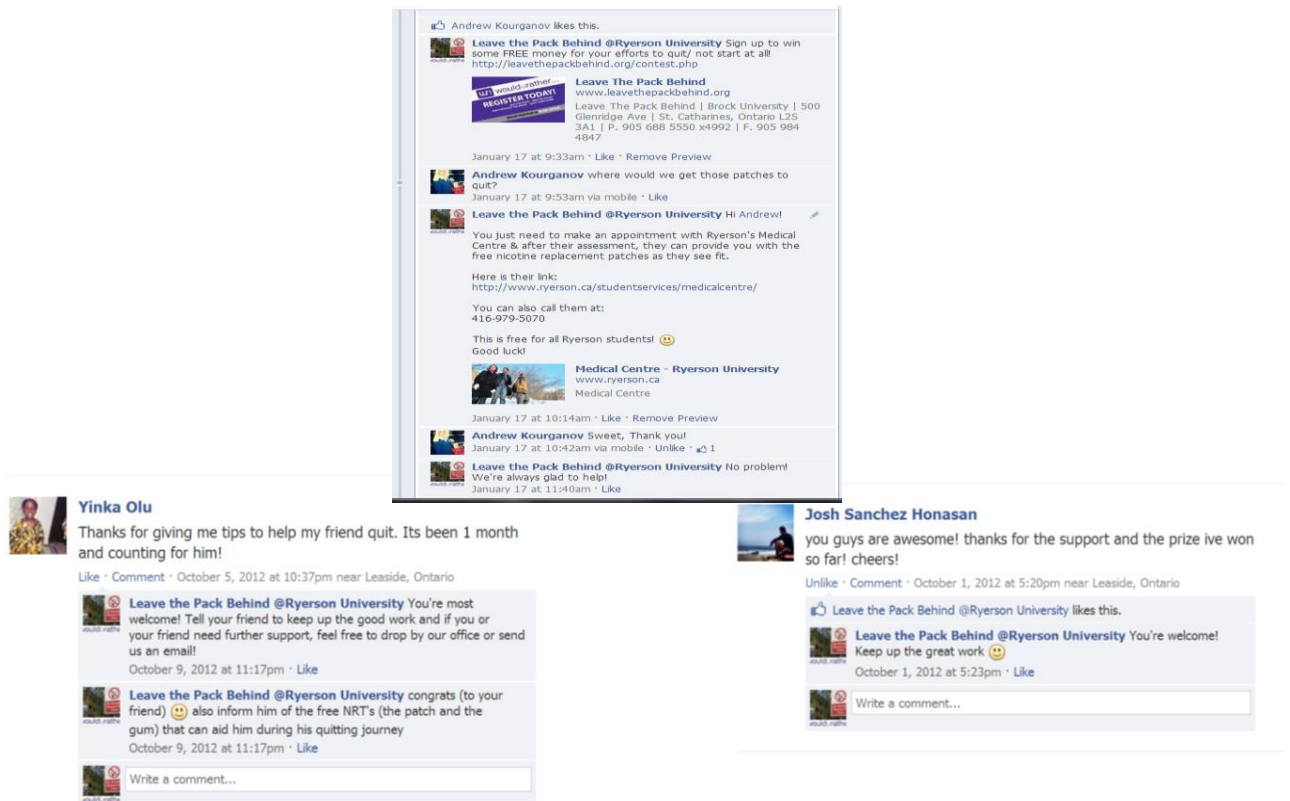 Andrew Kourganov likes this.
Leave the Pack Behind @Ryerson University Sign up to win
some FREE money for your efforts to quit/ not start at all!
http://leavethepackbehind.org/contest.php
would rather...
REGISTER TODAY!
Leave The Pack Behind
www.leavethepackbehind.org
Leave The Pack Behind | Brock University | 500
Glenridge Ave | St. Catharines, Ontario L2S
3A1 | P. 905 688 5550 x4992 | F. 905 984
4847
January 17 at 9:33am · Like · Remove Preview
Andrew Kourganov where would we get those patches to
quit?
January 17 at 9:53am via mobile · Like
Leave the Pack Behind @Ryerson University Hi Andrew!
You just need to make an appointment with Ryerson's Medical
Centre & after their assessment, they can provide you with the
free nicotine replacement patches as they see fit.
Here is their link:
http://www.ryerson.ca/studentservices/medicalcentre/
You can also call them at:
416-979-5070
This is free for all Ryerson students!
Good luck!
Medical Centre - Ryerson University
www.ryerson.ca
Medical Centre
January 17 at 10:14am · Like · Remove Preview
Andrew Kourganov Sweet, Thank you!
January 17 at 10:42am via mobile · Unlike · 1
Leave the Pack Behind @Ryerson University No problem!
We're always glad to help!
January 17 at 11:40am · Like
Yinka Olu
Thanks for giving me tips to help my friend quit. Its been 1 month
and counting for him!
Like · Comment · October 5, 2012 at 10:37pm near Leaside, Ontario
Leave the Pack Behind @Ryerson University You're most
welcome! Tell your friend to keep up the good work and if you or
your friend need further support, feel free to drop by our office or send
us an email!
October 9, 2012 at 11:17pm · Like
Leave the Pack Behind @Ryerson University congrats (to your
friend) also inform him of the free NRT's (the patch and the
gum) that can aid him during his quitting journey
October 9, 2012 at 11:17pm · Like
Write a comment...
Josh Sanchez Honasan
you guys are awesome! thanks for the support and the prize ive won
so far! cheers!
Unlike · Comment · October 1, 2012 at 5:20pm near Leaside, Ontario
Leave the Pack Behind @Ryerson University likes this.
Leave the Pack Behind @Ryerson University You're welcome!
Keep up the great work
October 1, 2012 at 5:23pm · Like
Write a comment...